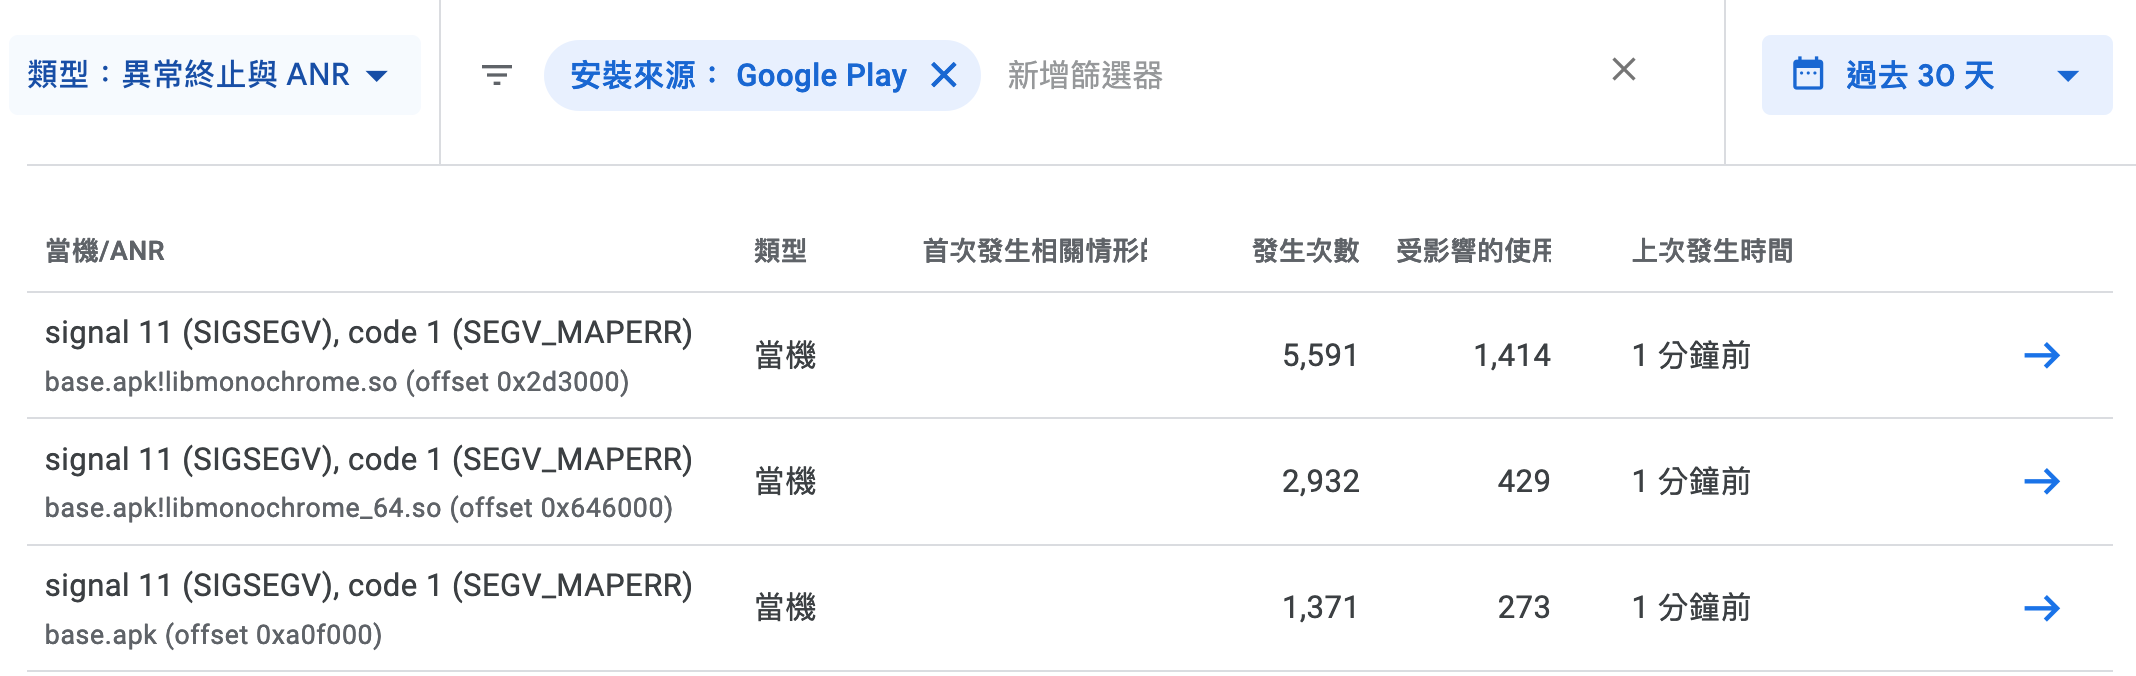 類型：異常終止與 ANR
安裝來源： Google Play
新增篩選器
過去 30 天
當機/ANR 類型 首次發生相關情形 發生次數 受影響的使用 上次發生時間
signal 11 (SIGSEGV), code 1 (SEGV_MAPERR)
base.apk!libmonochrome.so (offset 0x2d3000)
當機 5,591 1,414 1 分鐘前
signal 11 (SIGSEGV), code 1 (SEGV_MAPERR)
base.apk!libmonochrome_64.so (offset 0x646000)
當機 2,932 429 1 分鐘前
signal 11 (SIGSEGV), code 1 (SEGV_MAPERR)
base.apk (offset 0xa0f000)
當機 1,371 273 1 分鐘前